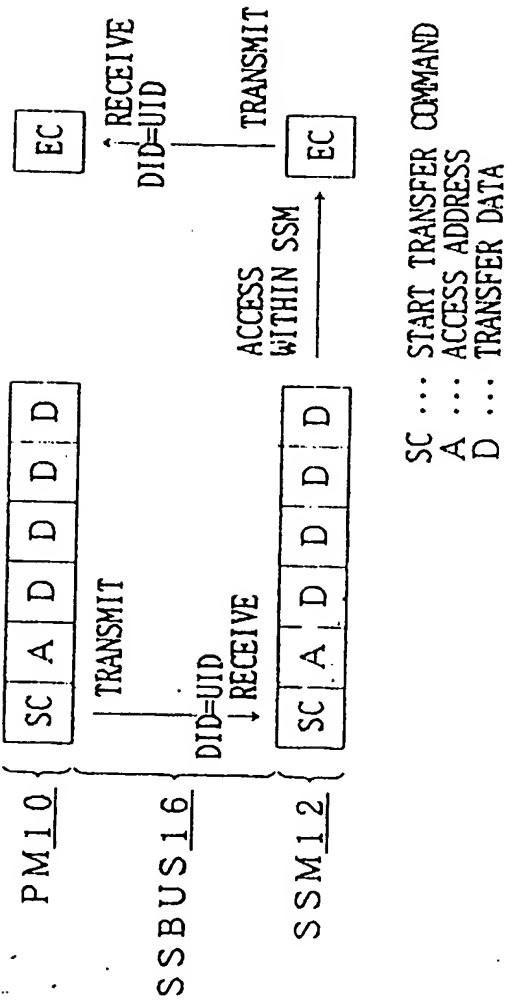 PM10
SC A D D D D
EC
TRANSMIT
RECEIVE
DID=UID
SSBUS16
DID=UID
RECEIVE
ACCESS
WITHIN SSM
TRANSMIT
SSM12
SC A D D D D
EC
SC ... START TRANSFER COMMAND
A ... ACCESS ADDRESS
D ... TRANSFER DATA